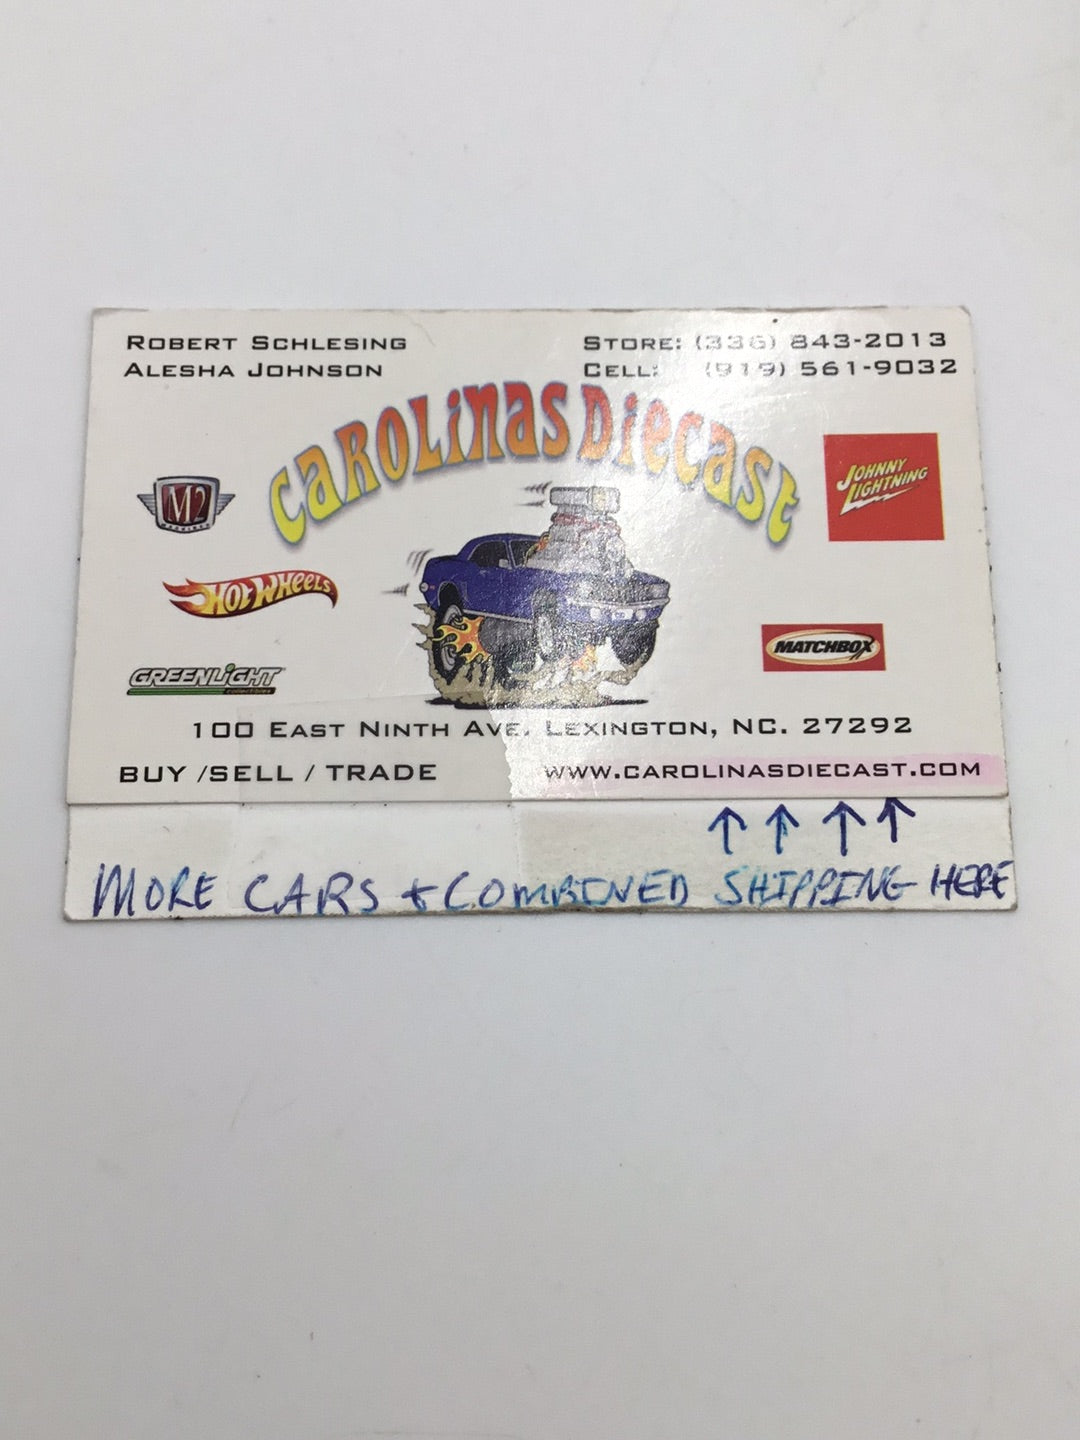 ROBERT SCHLESING
ALESHA JOHNSON
STORE: (336) 843-2013
CELL: (919) 561-9032
CAROLINAS DIECAST
M2
MACHINES
JOHNNY
LIGHTNING
HOT WHEELS
MATCHBOX
GREENLIGHT
collectibles
100 EAST NINTH AVE. LEXINGTON, NC. 27292
BUY /SELL / TRADE
WWW.CAROLINASDIECAST.COM
MORE CARS & COMBINED SHIPPING HERE